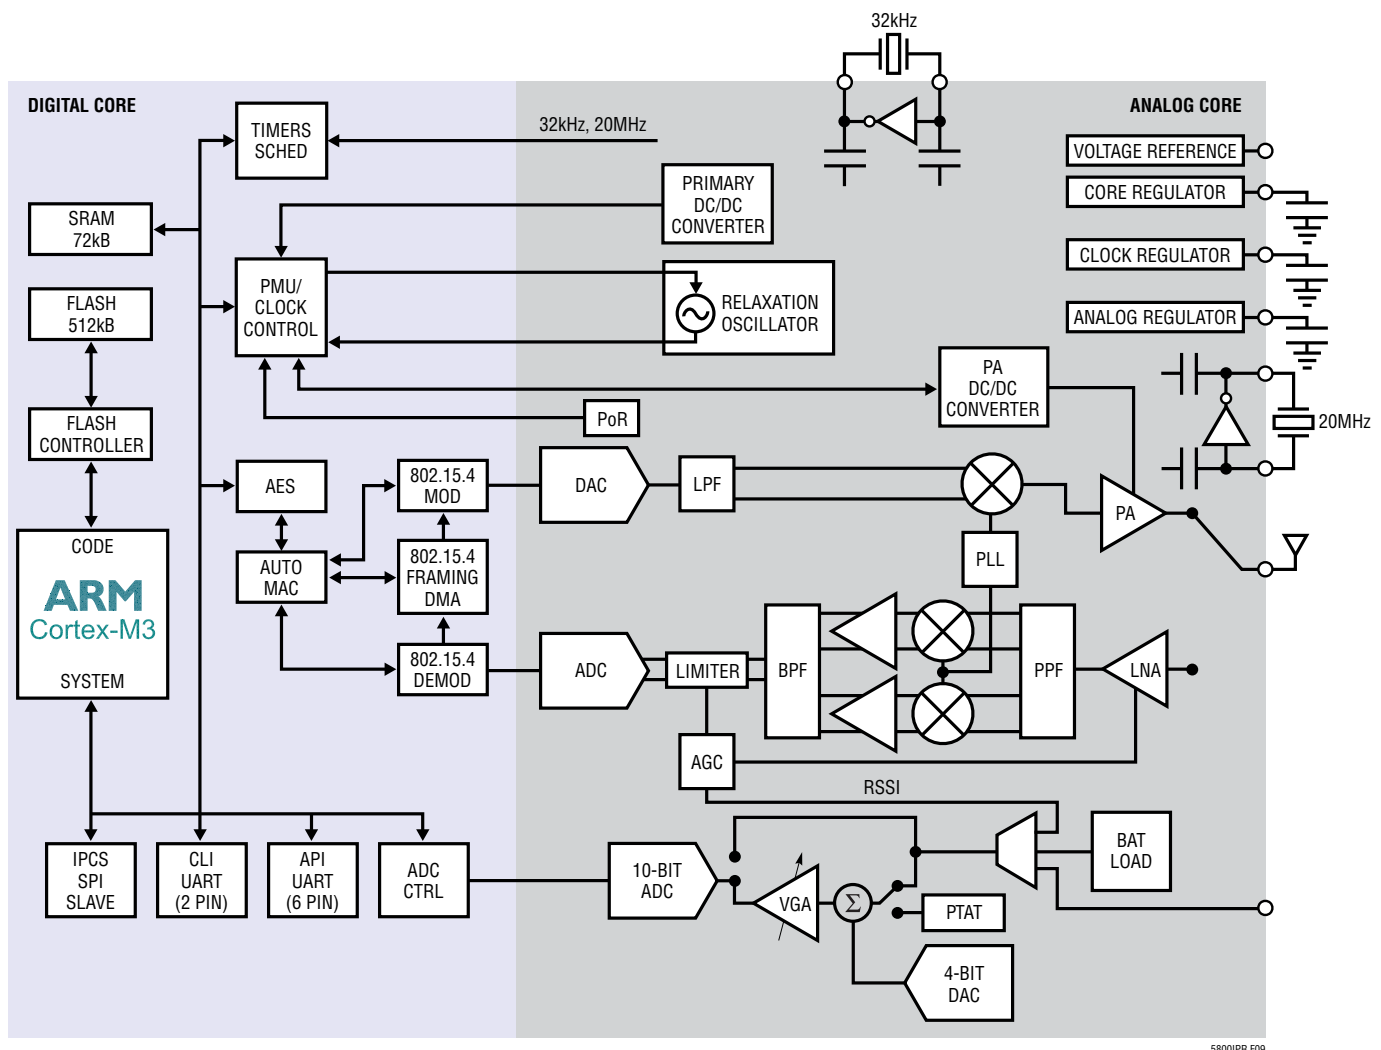 32kHz
DIGITAL CORE
ANALOG CORE
TIMERS
SCHED
32kHz, 20MHz
VOLTAGE REFERENCE
PRIMARY
DC/DC
CONVERTER
CORE REGULATOR
SRAM
72kB
CLOCK REGULATOR
PMU/
CLOCK
CONTROL
RELAXATION
OSCILLATOR
FLASH
512kB
ANALOG REGULATOR
PA
DC/DC
CONVERTER
PoR
20MHz
FLASH
CONTROLLER
AES
802.15.4
MOD
DAC
LPF
PA
CODE
ARM
Cortex-M3
SYSTEM
AUTO
MAC
802.15.4
FRAMING
DMA
PLL
802.15.4
DEMOD
ADC
LIMITER
BPF
PPF
LNA
AGC
RSSI
IPCS
SPI
SLAVE
CLI
UART
(2 PIN)
API
UART
(6 PIN)
ADC
CTRL
10-BIT
ADC
VGA
Σ
PTAT
BAT
LOAD
4-BIT
DAC
5800IPR F09